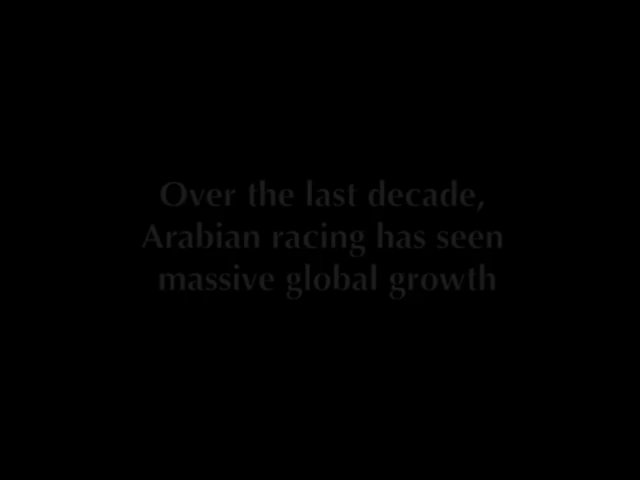 Over the last decade,
Arabian racing has seen
massive global growth